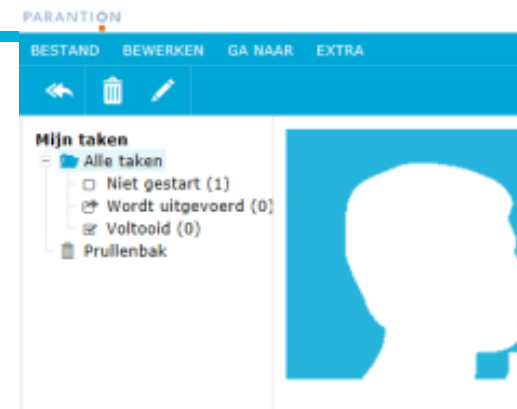 PARANTION
BESTAND BEWERKEN GA NAAR EXTRA
Mijn taken
Alle taken
Niet gestart (1)
Wordt uitgevoerd (0)
Voltooid (0)
Prullenbak